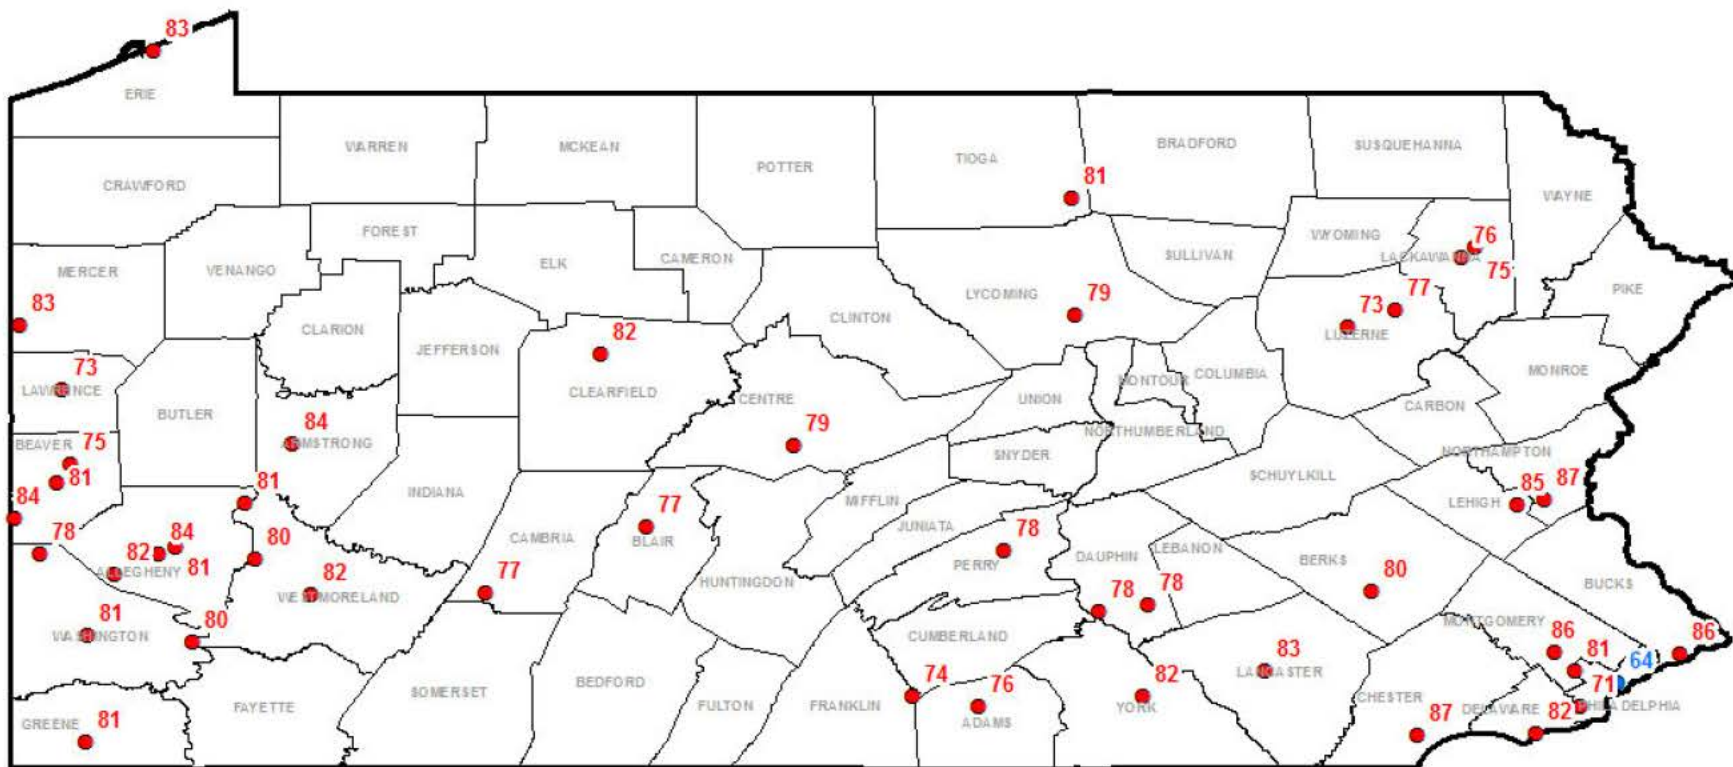 83
ERIE
WARREN
MCKEAN
POTTER
TIOGA
BRADFORD
SUSQUEHANNA
CRAWFORD
81
WAYNE
FOREST
WYOMING
76
MERCER
VENANGO
ELK
CAMERON
SULLIVAN
LACKAWANNA
75
83
LYCOMING
79
77
PIKE
CLARION
CLINTON
73
LUZERNE
82
JEFFERSON
73
LAWRENCE
CLEARFIELD
MONTOUR
COLUMBIA
MONROE
BUTLER
CENTRE
UNION
CARBON
84
79
75
BEAVER
ARMSTRONG
NORTHUMBERLAND
NORTHAMPTON
81
81
SNYDER
SCHUYLKILL
87
84
INDIANA
MIFFLIN
LEHIGH
85
77
JUNIATA
78
78
84
80
CAMBRIA
BLAIR
DAUPHIN
LEBANON
82
81
PERRY
BERKS
ALLEGHENY
82
77
HUNTINGDON
78
78
80
BUCKS
WESTMORELAND
81
80
WASHINGTON
CUMBERLAND
MONTGOMERY
86
81
86
83
64
LANCASTER
SOMERSET
BEDFORD
74
76
82
71
FAYETTE
FULTON
FRANKLIN
YORK
CHESTER
DELAWARE
82
PHILADELPHIA
GREENE
81
ADAMS
87